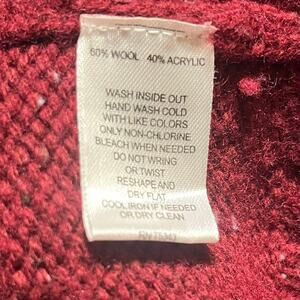 60% WOOL 40% ACRYLIC
WASH INSIDE OUT
HAND WASH COLD
WITH LIKE COLORS
ONLY NON-CHLORINE
BLEACH WHEN NEEDED
DO NOT WRING
OR TWIST
RESHAPE AND
DRY FLAT
COOL IRON IF NEEDED
OR DRY CLEAN